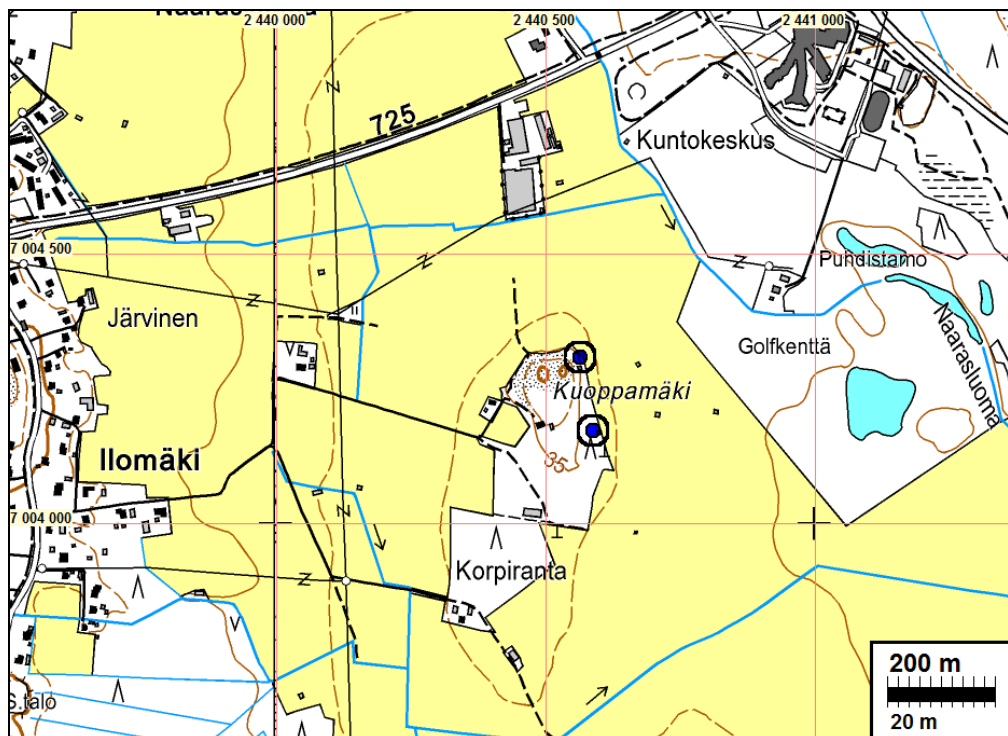 2 440 000
2 440 500
2 441 000
725
Kuntokeskus
7 004 500
Puhdistamo
Järvinen
Golfkenttä
Naarasluoma
Kuoppamäki
Ilomäki
35
7 004 000
Korpiranta
200 m
20 m
S.talo